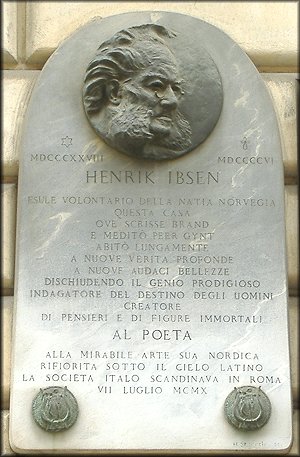 MDCCCXXVIII MDCCCCVI
HENRIK IBSEN
ESULE VOLONTARIO DELLA NATIA NORVEGIA
QUESTA CASA
OVE SCRISSE BRAND
E MEDITÒ PEER GYNT
ABITÒ LUNGAMENTE
A NUOVE VERITÀ PROFONDE
A NUOVE AUDACI BELLEZZE
DISCHIUDENDO IL GENIO PRODIGIOSO
INDAGATORE DEL DESTINO DEGLI UOMINI
CREATORE
DI PENSIERI E DI FIGURE IMMORTALI
AL POETA
ALLA MIRABILE ARTE SUA NORDICA
RIFIORITA SOTTO IL CIELO LATINO
LA SOCIETÀ ITALO SCANDINAVA IN ROMA
VII LUGLIO MCMX